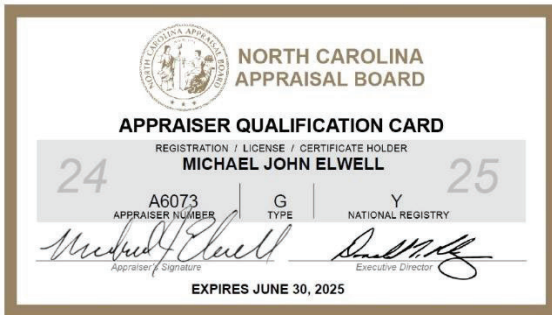 NORTH CAROLINA APPRAISAL BOARD
NORTH CAROLINA
APPRAISAL BOARD
APPRAISER QUALIFICATION CARD
REGISTRATION / LICENSE / CERTIFICATE HOLDER
MICHAEL JOHN ELWELL
24
25
A6073 G Y
APPRAISER NUMBER TYPE NATIONAL REGISTRY
Appraiser's Signature Executive Director
EXPIRES JUNE 30, 2025